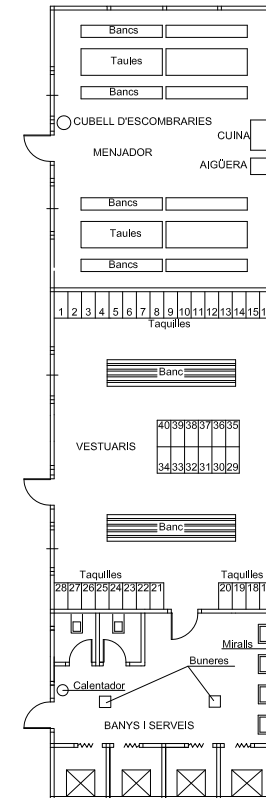 Bancs
Taules
Bancs
CUBELL D'ESCOMBRARIES
CUINA
MENJADOR
AIGÜERA
Bancs
Taules
Bancs
1 2 3 4 5 6 7 8 9 10 11 12 13 14 15
Taquilles
Banc
40 39 38 37 36 35
VESTUARIS
34 33 32 31 30 29
Banc
Taquilles Taquilles
28 27 26 25 24 23 22 21 20 19 18
Miralls
Buneres
Calentador
BANYS I SERVEIS